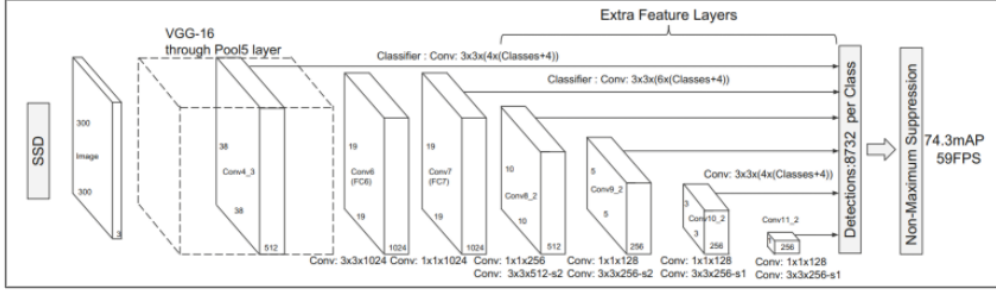 Extra Feature Layers
VGG-16
through Pool5 layer
Classifier : Conv: 3x3x(4x(Classes+4))
Classifier : Conv: 3x3x(6x(Classes+4))
SSD
300
Image
300
3
38
Conv4_3
38
512
19
Conv6
(FC6)
19
1024
19
Conv7
(FC7)
19
1024
10
Conv8_2
10
512
5
Conv9_2
5
256
Conv: 3x3x(4x(Classes+4))
3
Conv10_2
3
256
Conv11_2
1
256
Detections:8732 per Class
Non-Maximum Suppression
74.3mAP
59FPS
Conv: 3x3x1024
Conv: 1x1x1024
Conv: 1x1x256
Conv: 3x3x512-s2
Conv: 1x1x128
Conv: 3x3x256-s2
Conv: 1x1x128
Conv: 3x3x256-s1
Conv: 1x1x128
Conv: 3x3x256-s1